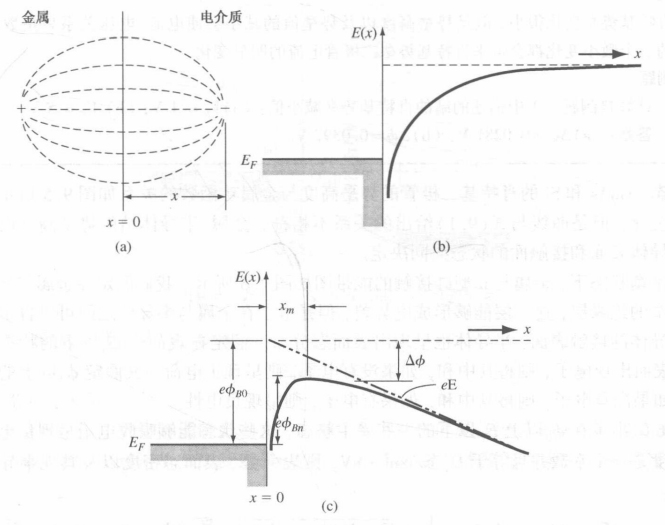 金属 电介质
+ +
x
x = 0
(a)
E(x)
x
E_F
(b)
E(x)
x_m
x
Δϕ
eE
eϕ_B0
eϕ_Bn
E_F
x = 0
(c)